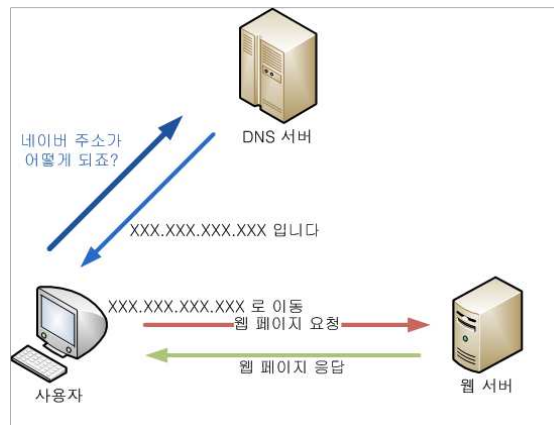 DNS 서버
네이버 주소가
어떻게 되죠?
XXX.XXX.XXX.XXX 입니다
XXX.XXX.XXX.XXX 로 이동
웹 페이지 요청
웹 페이지 응답
사용자
웹 서버